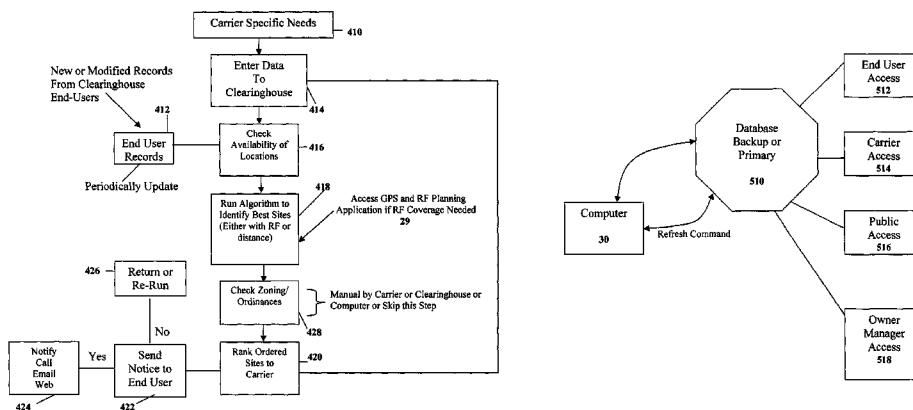 Carrier Specific Needs
410
Enter Data
To
Clearinghouse
414
New or Modified Records
From Clearinghouse
End-Users
412
End User
Records
Periodically Update
Check
Availability of
Locations
416
418
Run Algorithm to
Identify Best Sites
(Either with RF or
distance)
Access GPS and RF Planning
Application if RF Coverage Needed
29
426
Return or
Re-Run
Check Zoning/
Ordinances
428
Manual by Carrier or Clearinghouse or
Computer or Skip this Step
No
Notify
Call
Email
Web
424
Yes
Send
Notice to
End User
422
Rank Ordered
Sites to
Carrier
420
Computer
30
Refresh Command
Database
Backup or
Primary
510
End User
Access
512
Carrier
Access
514
Public
Access
516
Owner
Manager
Access
518